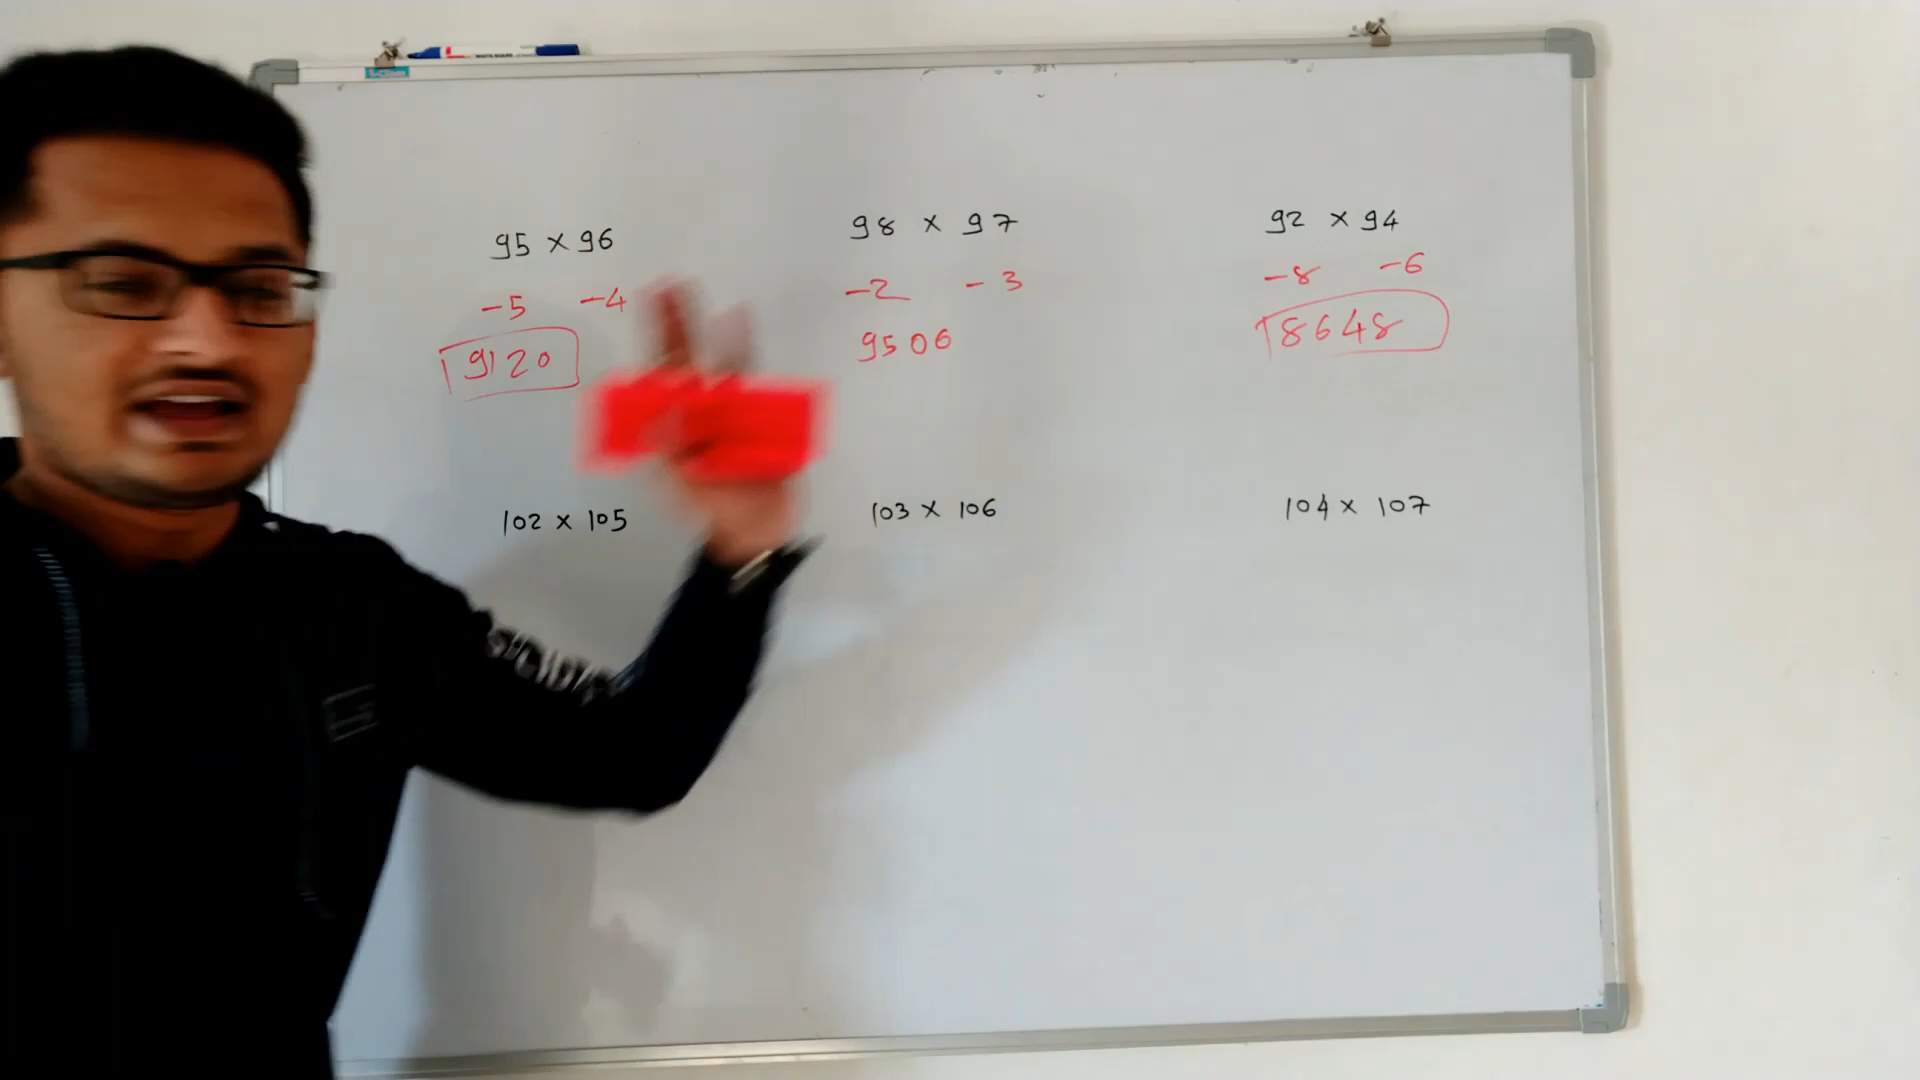 95 × 96
-5 -4
9120
98 × 97
-2 -3
9506
92 × 94
-8 -6
8648
102 × 105
103 × 106
104 × 107